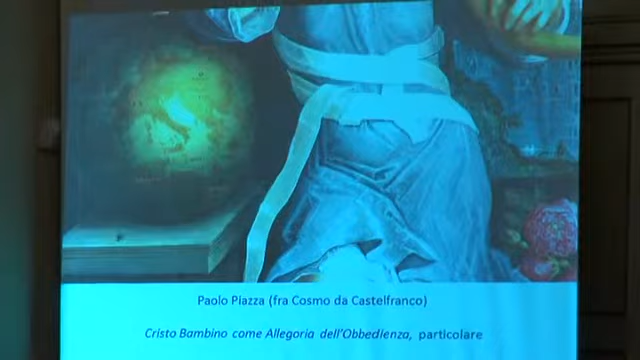 Paolo Piazza (fra Cosmo da Castelfranco)
Cristo Bambino come Allegoria dell'Obbedienza, particolare